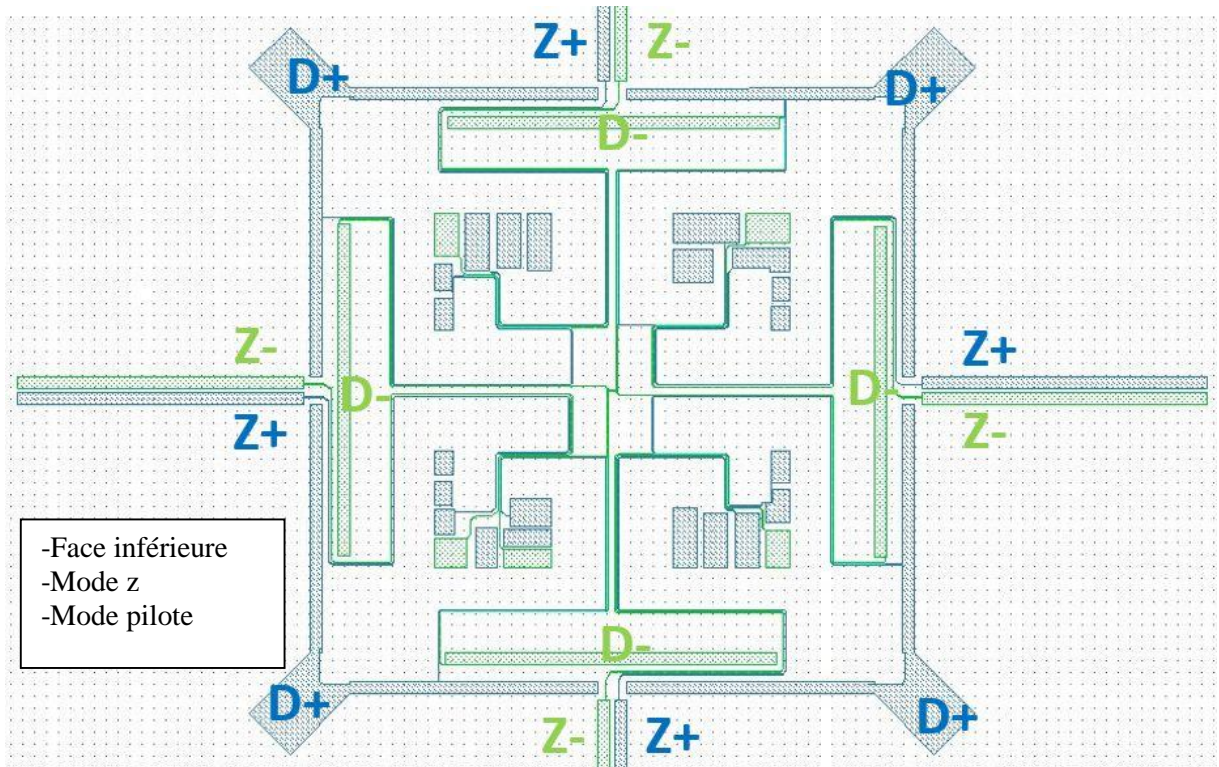 Z+ Z-
D+ D+
D-
Z- Z+
D- D-
Z+ Z-
-Face inférieure
-Mode z
-Mode pilote
D-
D+ D+
Z- Z+